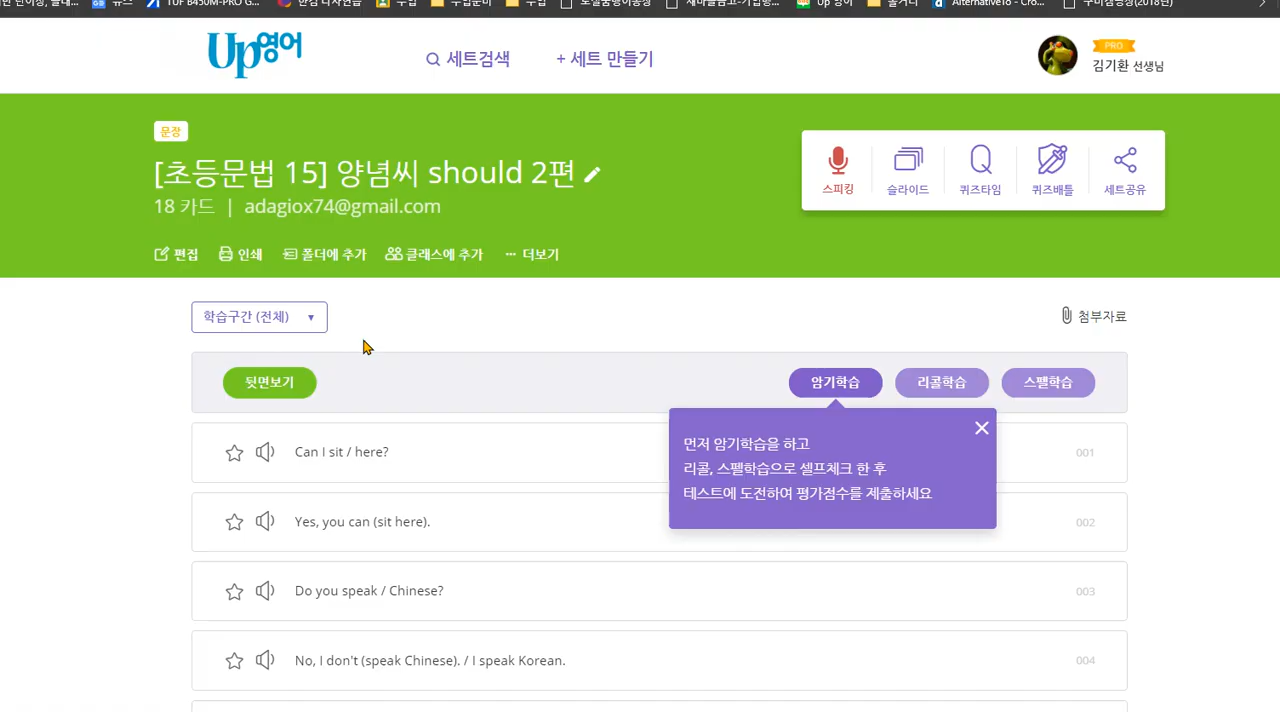 뉴스
TUF B450M-PRO G...
Up 영어
AlternativeTo - Cro...
Up영어
세트검색
+ 세트 만들기
PRO
김기환 선생님
문장
[초등문법 15] 양념씨 should 2편
18 카드 | adagiox74@gmail.com
편집
인쇄
폴더에 추가
클래스에 추가
··· 더보기
스피킹
슬라이드
퀴즈타임
퀴즈배틀
세트공유
학습구간 (전체) ▼
첨부자료
뒷면보기
암기학습
리콜학습
스펠학습
먼저 암기학습을 하고
리콜, 스펠학습으로 셀프체크 한 후
테스트에 도전하여 평가점수를 제출하세요
Can I sit / here?
001
Yes, you can (sit here).
002
Do you speak / Chinese?
003
No, I don't (speak Chinese). / I speak Korean.
004